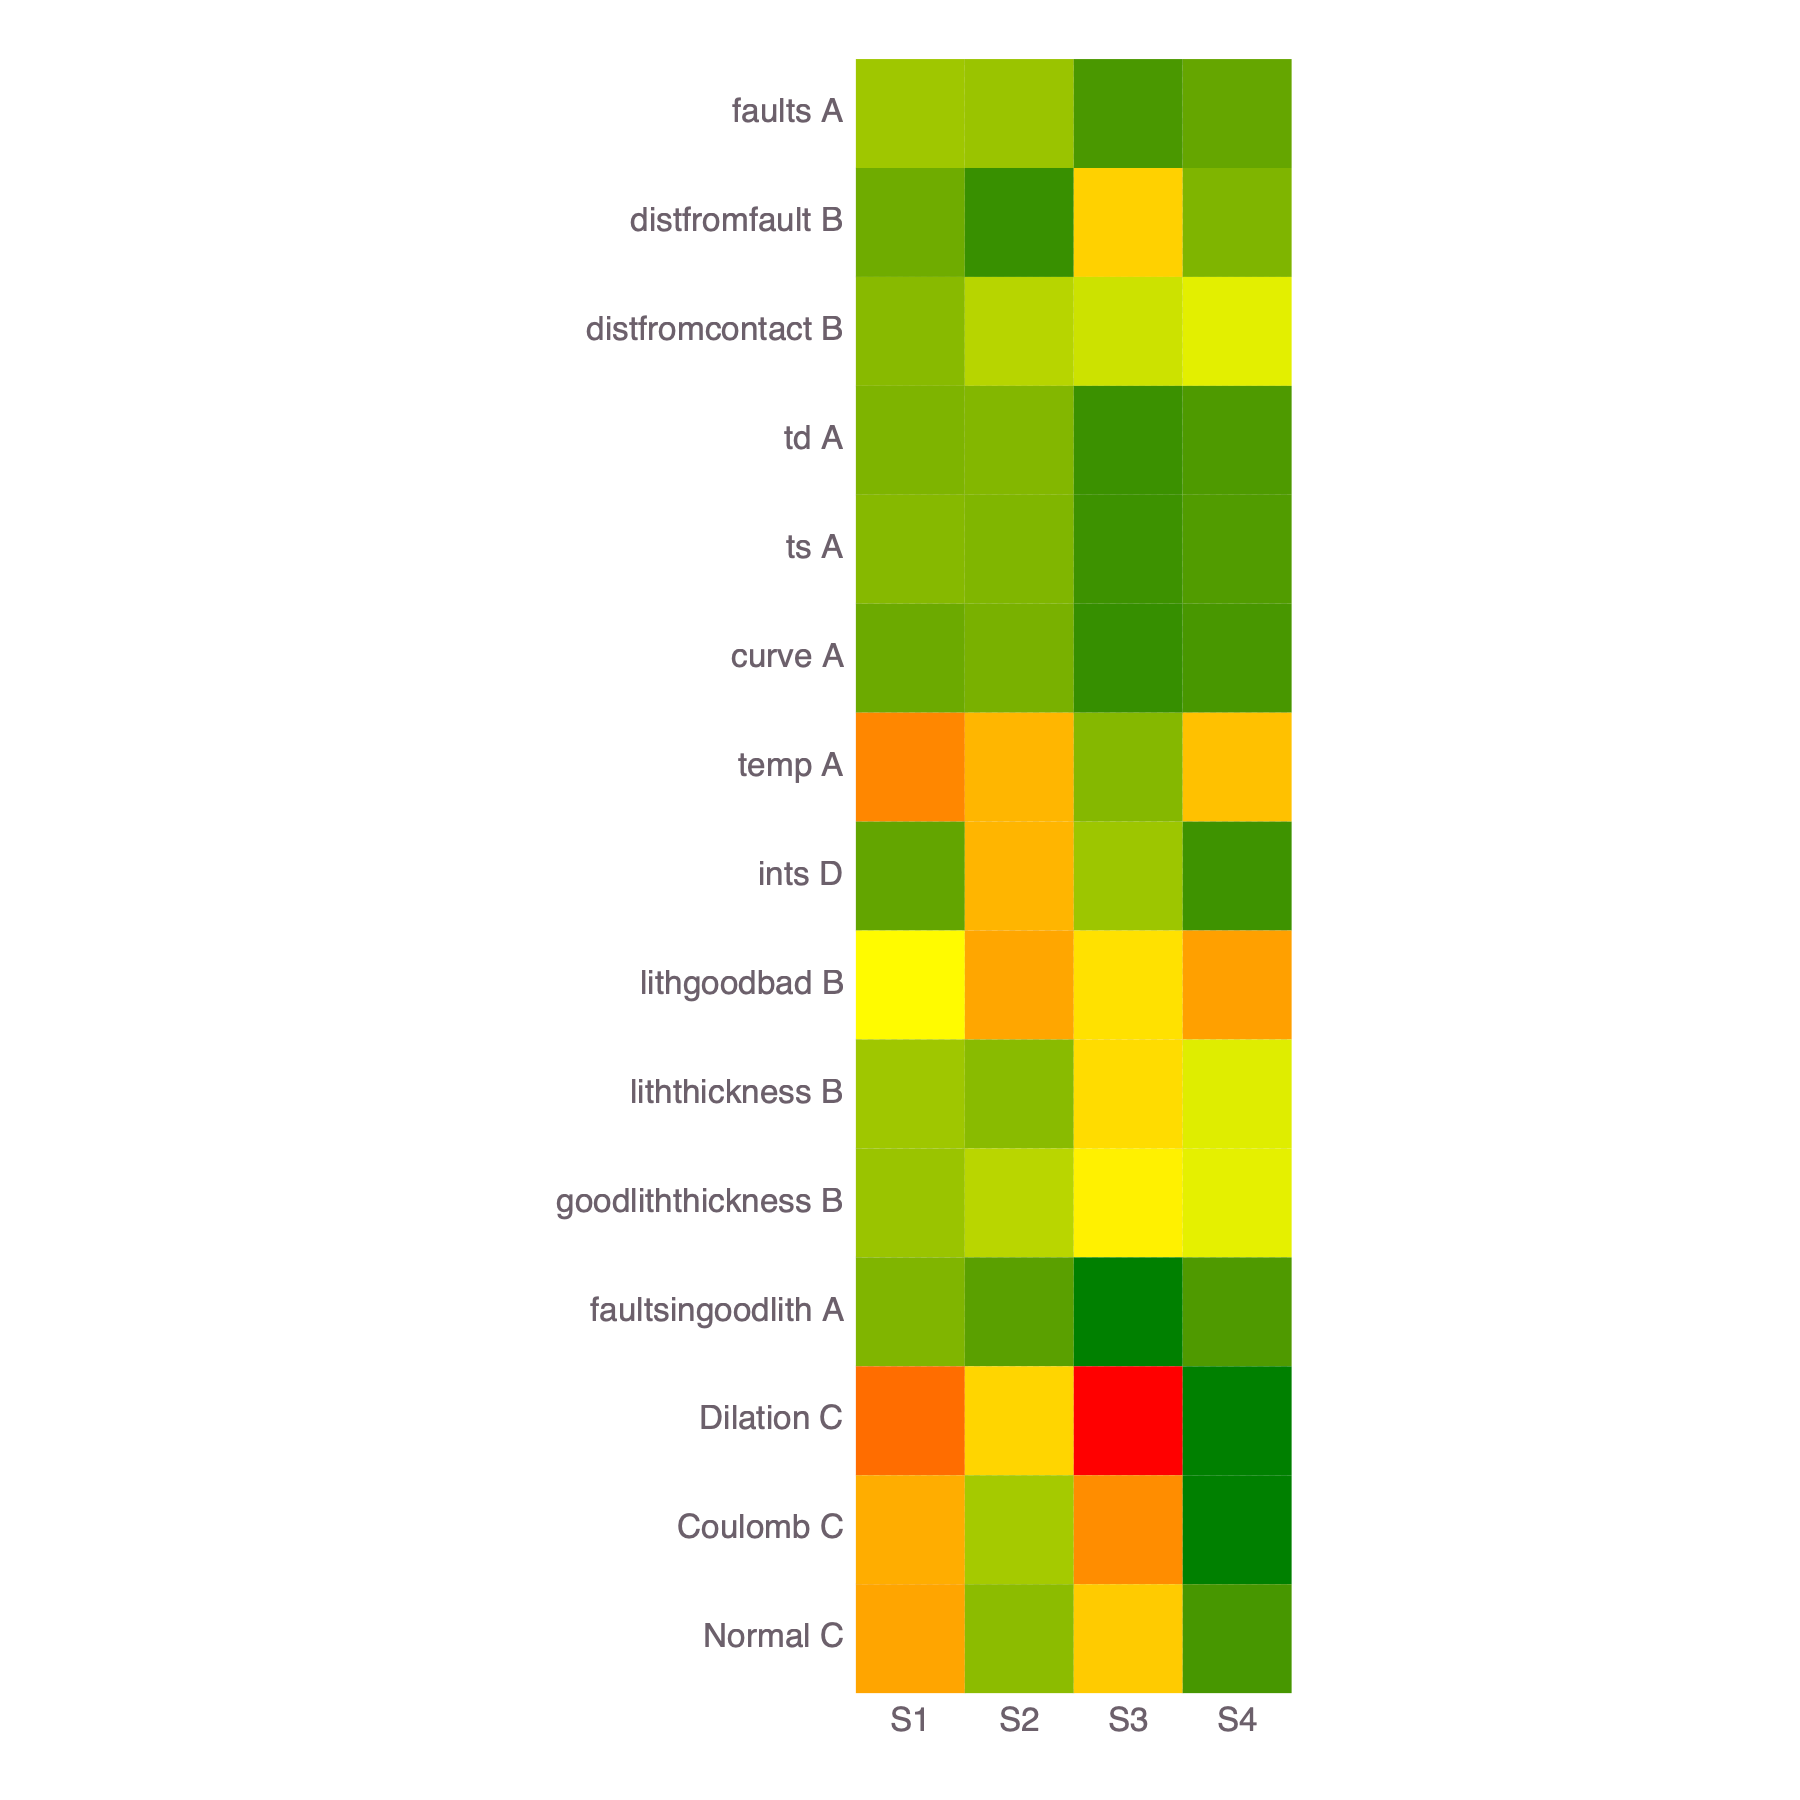 faults A
distfromfault B
distfromcontact B
td A
ts A
curve A
temp A
ints D
lithgoodbad B
liththickness B
goodliththickness B
faultsingoodlith A
Dilation C
Coulomb C
Normal C
S1 S2 S3 S4